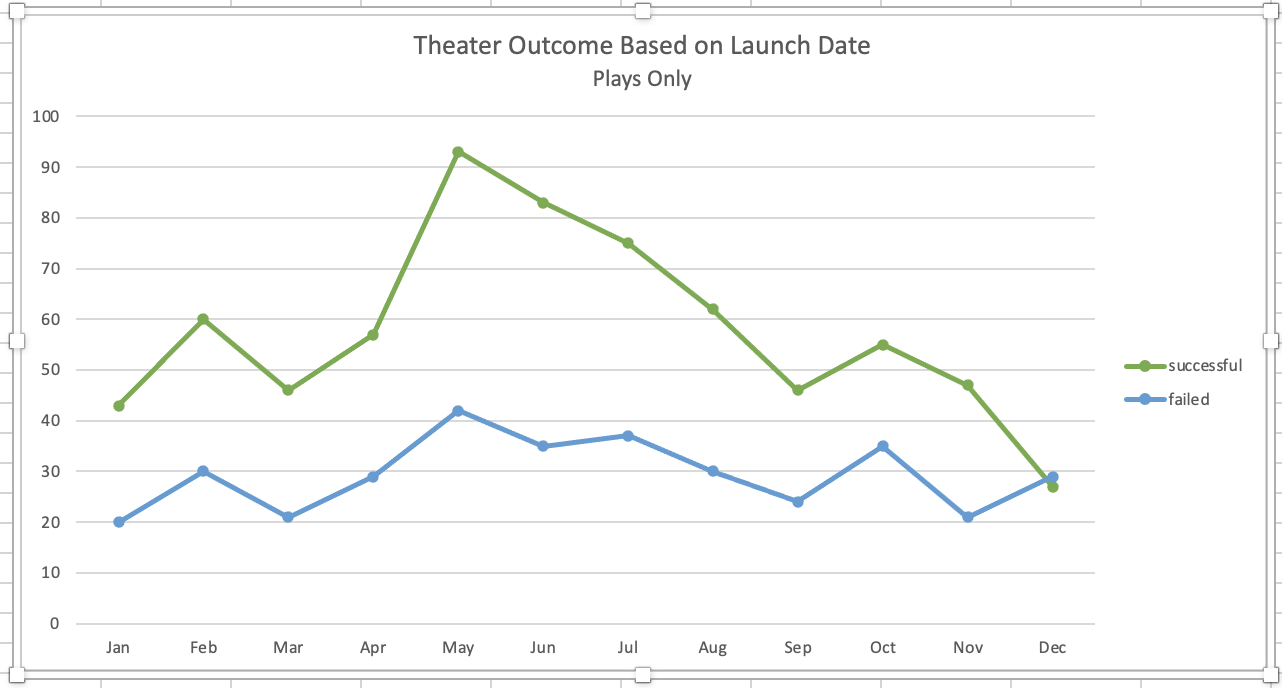 Theater Outcome Based on Launch Date
Plays Only
100
90
80
70
60
50
40
30
20
10
0
Jan Feb Mar Apr May Jun Jul Aug Sep Oct Nov Dec
successful
failed